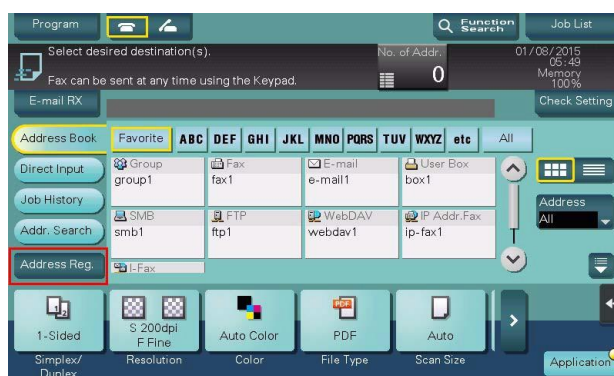 Program
Function Search
Job List
Select desired destination(s).
Fax can be sent at any time using the Keypad.
No. of Addr.
0
01/08/2015
05:49
Memory
100%
E-mail RX
Check Setting
Address Book
Favorite ABC DEF GHI JKL MNO PQRS TUV WXYZ etc All
Direct Input
Job History
Addr. Search
Address Reg.
Group
group1
Fax
fax1
E-mail
e-mail1
User Box
box1
SMB
smb1
FTP
ftp1
WebDAV
webdav1
IP Addr.Fax
ip-fax1
I-Fax
Address
All
1-Sided
Simplex/
Duplex
S 200dpi
F Fine
Resolution
Auto Color
Color
PDF
File Type
Auto
Scan Size
Application